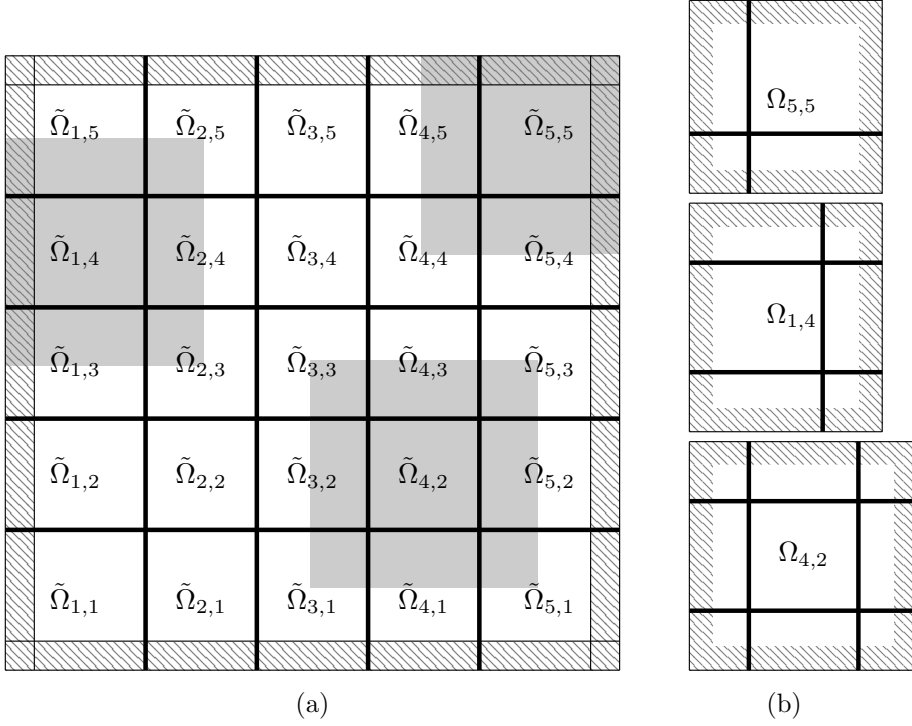 Ω̃₁,₅ Ω̃₂,₅ Ω̃₃,₅ Ω̃₄,₅ Ω̃₅,₅
Ω̃₁,₄ Ω̃₂,₄ Ω̃₃,₄ Ω̃₄,₄ Ω̃₅,₄
Ω̃₁,₃ Ω̃₂,₃ Ω̃₃,₃ Ω̃₄,₃ Ω̃₅,₃
Ω̃₁,₂ Ω̃₂,₂ Ω̃₃,₂ Ω̃₄,₂ Ω̃₅,₂
Ω̃₁,₁ Ω̃₂,₁ Ω̃₃,₁ Ω̃₄,₁ Ω̃₅,₁
(a)
Ω₅,₅
Ω₁,₄
Ω₄,₂
(b)